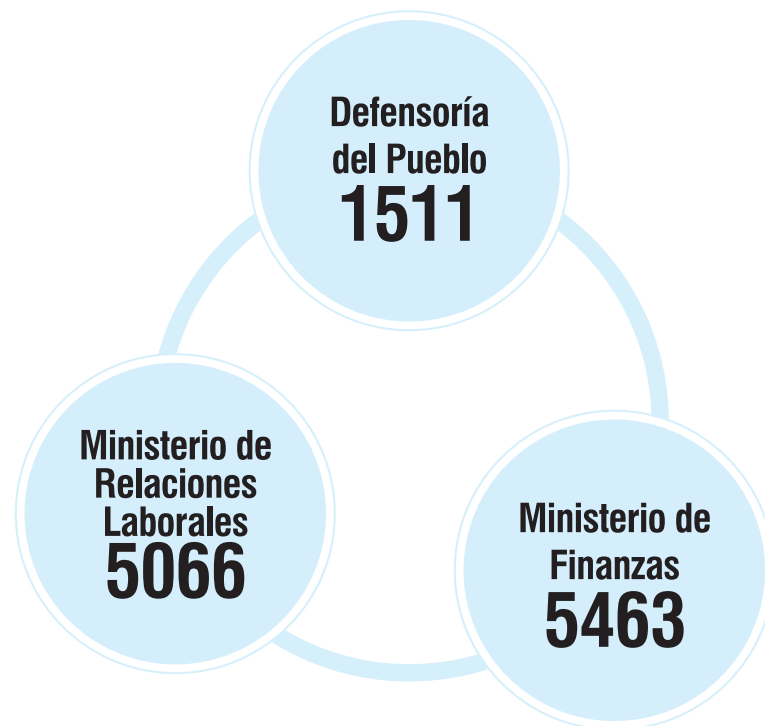 Defensoría
del Pueblo
1511
Ministerio de
Relaciones
Laborales
5066
Ministerio de
Finanzas
5463